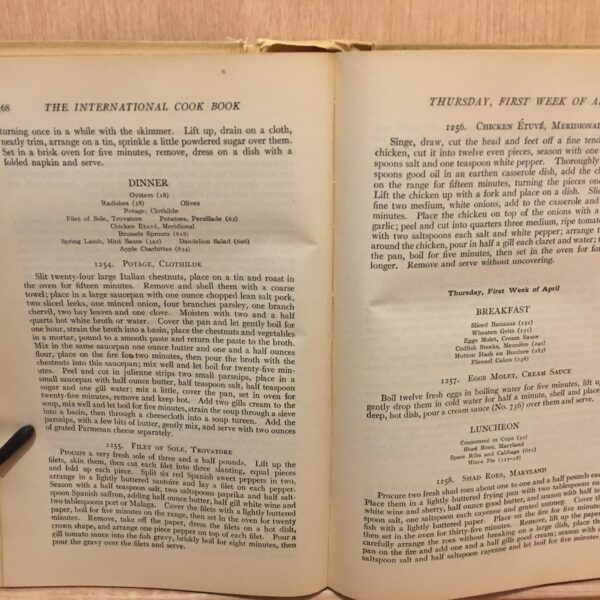 68 THE INTERNATIONAL COOK BOOK
turning once in a while with the skimmer. Lift up, drain on a cloth,
neatly trim, arrange on a tin, sprinkle a little powdered sugar over them.
Set in a brisk oven for five minutes, remove, dress on a dish with a
folded napkin and serve.
DINNER
Oysters (18)
Radishes (58) Olives
Potage, Clothilde
Filet of Sole, Trovatore Potatoes, Persillade (63)
Chicken Etuvé, Meridional
Brussels Sprouts (618)
Spring Lamb, Mint Sauce (392) Dandelion Salad (606)
Apple Charlottes (634)
1254. POTAGE, CLOTHILDE
Slit twenty-four large Italian chestnuts, place on a tin and roast in
the oven for fifteen minutes. Remove and shell them with a coarse
towel; place in a large saucepan with one ounce chopped lean salt pork,
two sliced leeks, one minced onion, four branches parsley, one branch
chervil, two bay leaves and one clove. Moisten with two and a half
quarts hot white broth or water. Cover the pan and let gently boil for
one hour, strain the broth into a basin, place the chestnuts and vegetables
in a mortar, pound to a smooth paste and return the paste to the broth.
Mix in the same saucepan one ounce butter and one and a half ounces
flour, place on the fire for two minutes, then pour the broth with the
chestnuts into this saucepan; mix well and let boil for twenty-five min-
utes. Peel and cut in julienne strips two small parsnips, place in a
small saucepan with half ounce butter, half teaspoon salt, half teaspoon
sugar and one gill water: mix a little, cover the pan, set in oven for
twenty-five minutes, remove and keep hot. Add two gills cream to the
soup, mix well and let boil for five minutes, strain the soup through a sieve
into a basin, then through a cheesecloth into a soup tureen. Add the
parsnips, with a few bits of butter, gently mix, and serve with two ounces
of grated Parmesan cheese separately.
1255. FILET OF SOLE, TROVATORE
Procure a very fresh sole of three and a half pounds. Lift up the
filets, skin them, then cut each filet into three slanting, equal pieces
and fold up each piece. Split six red Spanish sweet peppers in two,
arrange in a lightly buttered sautoire and lay a filet on each pepper.
Season with a half teaspoon salt, two saltspoons paprika and half salt-
spoon Spanish saffron, adding half ounce butter, half gill white wine and
two tablespoons port or Malaga. Cover the filets with a lightly buttered
paper, boil for five minutes on the range, then set in the oven for twenty
minutes. Remove, take off the paper, dress the filets on a hot dish,
crown shape, and arrange one piece pepper on top of each filet. Pour a
gill tomato sauce into the fish gravy, briskly boil for eight minutes, then
pour the gravy over the filets and serve.
THURSDAY, FIRST WEEK OF A
1256. CHICKEN ÉTUVÉ, MERIDIONAL
Singe, draw, cut the head and feet off a fine tend
chicken, cut it into twelve even pieces, season with one
spoons salt and one teaspoon white pepper. Thoroughly
spoons good oil in an earthen casserole dish, add the ch
on the range for fifteen minutes, turning the pieces onc
Lift the chicken up with a fork and place on a dish. Slic
fine two medium, white onions, add to the casserole and
minutes. Place the chicken on top of the onions with a
garlic; peel and cut into quarters three medium, ripe tomato
with two saltspoons each salt and white pepper; arrange t
around the chicken, pour in half a gill each claret and water; t
the pan, boil for five minutes, then set in the oven for
longer. Remove and serve without uncovering.
Thursday, First Week of April
BREAKFAST
Sliced Bananas (151)
Wheaten Grits (131)
Eggs Molet, Cream Sauce
Codfish Steaks, Meunière
Mutton Hash en Bordure
Flannel Cakes (136)
1257. EGGS MOLET, CREAM SAUCE
Boil twelve fresh eggs in boiling water for five minutes, lift up
gently drop them in cold water for half a minute, shell and place
deep, hot dish, pour a cream sauce (No. 736) over them and serve.
LUNCHEON
Consommé in Cups (52)
Shad Roes, Maryland
Spare Ribs and Cabbage (621)
Mince Pie (1117-18)
1258. SHAD ROES, MARYLAND
Procure two fresh shad roes about to one and a half pounds eac
Place them in a lightly buttered frying pan with two tablespoons eac
white wine and sherry, half ounce good butter, and season with half te
spoon salt, one saltspoon each cayenne and grated nutmeg. Cover the
fish with a lightly buttered paper. Place on the fire for five minutes
then set in the oven for thirty-five minutes. Remove, lift up the paper
carefully arrange the roes without breaking on a large dish, place the
pan on the fire and add one and a half gills good cream; season with a
saltspoon salt and half saltspoon cayenne and let boil for five minutes